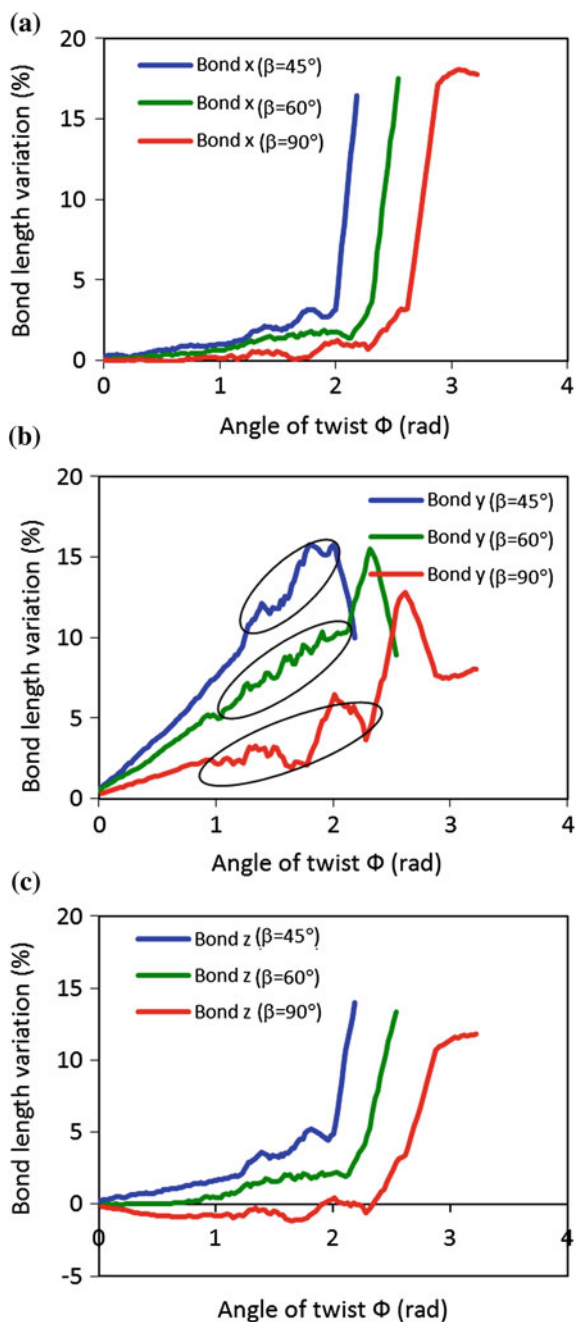 (a)
20
15
10
5
0
Bond length variation (%)
Bond x (β=45°)
Bond x (β=60°)
Bond x (β=90°)
0 1 2 3 4
Angle of twist Φ (rad)
(b)
20
15
10
5
0
Bond length variation (%)
Bond y (β=45°)
Bond y (β=60°)
Bond y (β=90°)
0 1 2 3 4
Angle of twist Φ (rad)
(c)
20
15
10
5
0
-5
Bond length variation (%)
Bond z (β=45°)
Bond z (β=60°)
Bond z (β=90°)
0 1 2 3 4
Angle of twist Φ (rad)